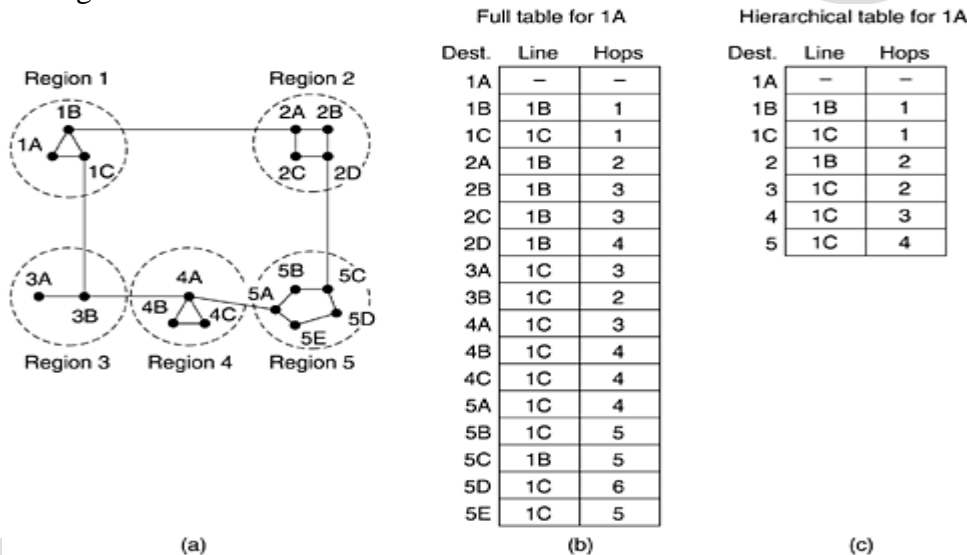 Full table for 1A
Hierarchical table for 1A
Dest. Line Hops
Dest. Line Hops
Region 1
Region 2
1B
1A
1C
2A 2B
2C 2D
3A
3B
4A
4B
4C
5B
5C
5A
5D
5E
Region 3 Region 4 Region 5
1A – –
1B 1B 1
1C 1C 1
2A 1B 2
2B 1B 3
2C 1B 3
2D 1B 4
3A 1C 3
3B 1C 2
4A 1C 3
4B 1C 4
4C 1C 4
5A 1C 4
5B 1C 5
5C 1B 5
5D 1C 6
5E 1C 5
1A – –
1B 1B 1
1C 1C 1
2 1B 2
3 1C 2
4 1C 3
5 1C 4
(a) (b) (c)